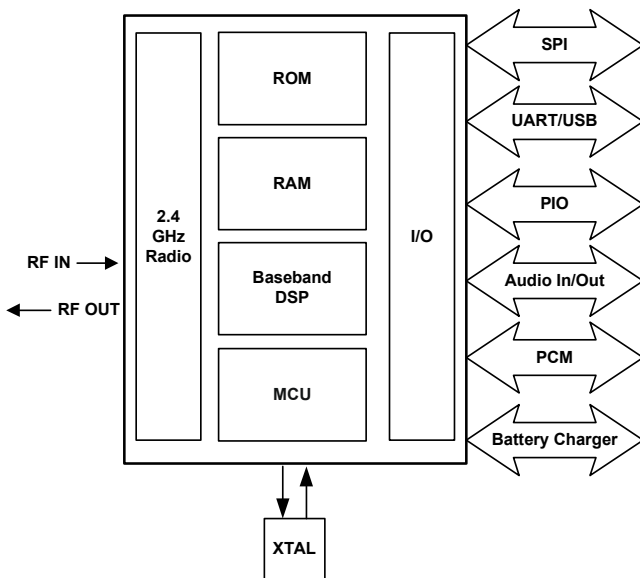 SPI
ROM
UART/USB
RAM
2.4
GHz
Radio
I/O
PIO
RF IN
Baseband
DSP
Audio In/Out
RF OUT
PCM
MCU
Battery Charger
XTAL